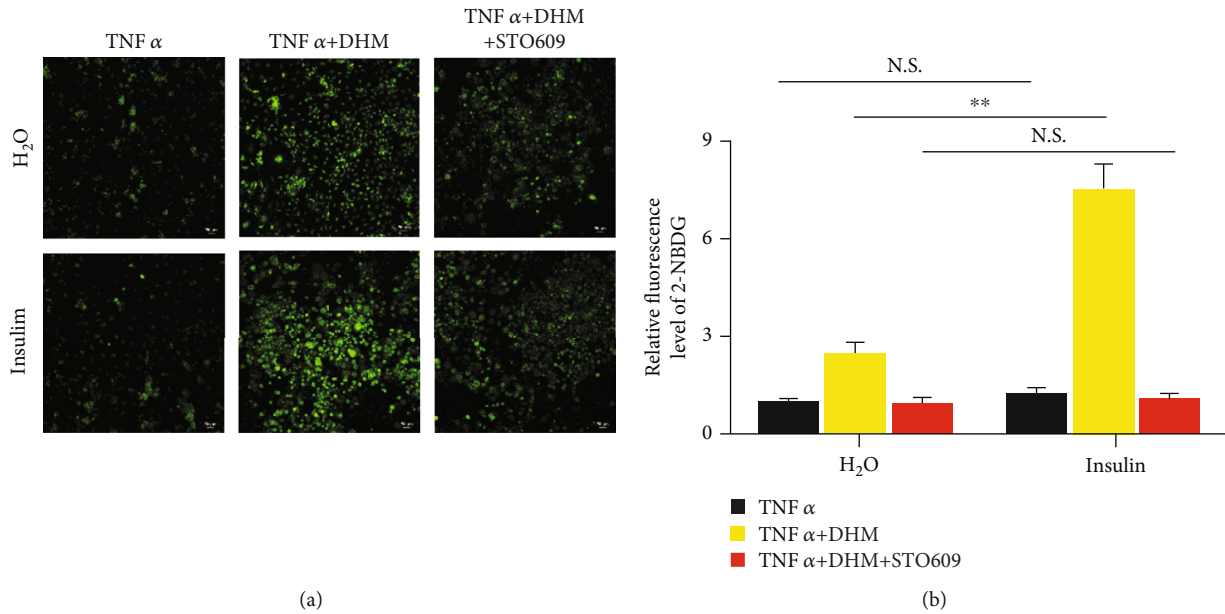 TNF α
TNF α+DHM
TNF α+DHM
+STO609
H₂O
Insulim
(a)
N.S.
**
N.S.
Relative fluorescence
level of 2-NBDG
9
6
3
0
H₂O
Insulin
TNF α
TNF α+DHM
TNF α+DHM+STO609
(b)